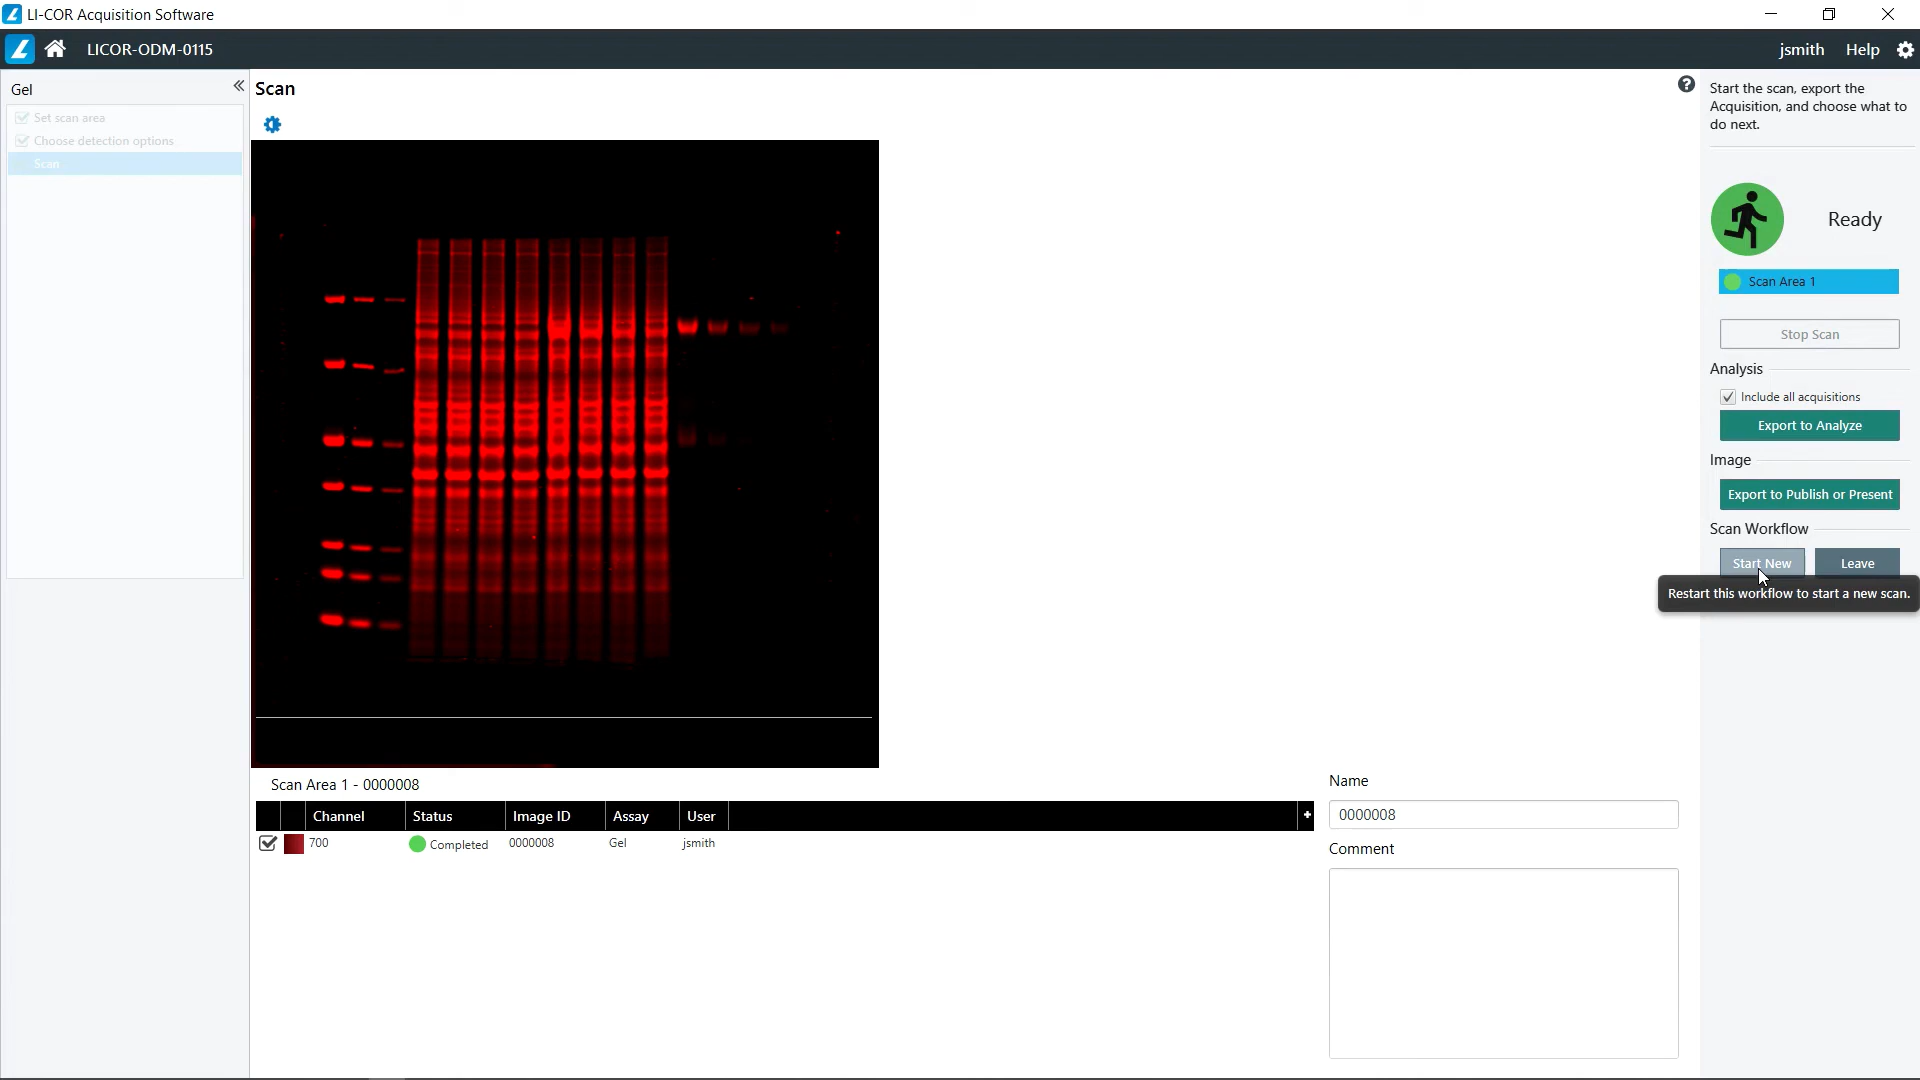 LI-COR Acquisition Software
LICOR-ODM-0115
jsmith Help
Gel
Set scan area
Choose detection options
Scan
Scan
Start the scan, export the
Acquisition, and choose what to
do next.
Ready
Scan Area 1
Stop Scan
Analysis
Include all acquisitions
Export to Analyze
Image
Export to Publish or Present
Scan Workflow
Start New Leave
Restart this workflow to start a new scan.
Scan Area 1 - 0000008
Channel Status Image ID Assay User
700 Completed 0000008 Gel jsmith
Name
0000008
Comment